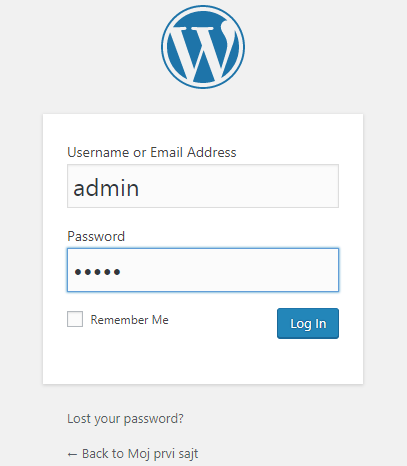 Username or Email Address
admin
Password
•••••
Remember Me
Log In
Lost your password?
← Back to Moj prvi sajt